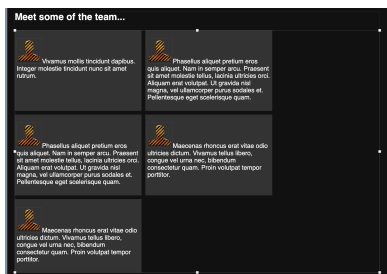 Meet some of the team...
Vivamus mollis tincidunt dapibus.
Integer molestie tincidunt nunc sit amet
rutrum.
Phasellus aliquet pretium eros
quis aliquet. Nam in semper arcu. Praesent
sit amet molestie tellus, lacinia ultricies orci.
Aliquam erat volutpat. Ut gravida nisl
magna, vel ullamcorper purus sodales et.
Pellentesque eget scelerisque quam.
Phasellus aliquet pretium eros
quis aliquet. Nam in semper arcu. Praesent
sit amet molestie tellus, lacinia ultricies orci.
Aliquam erat volutpat. Ut gravida nisl
magna, vel ullamcorper purus sodales et.
Pellentesque eget scelerisque quam.
Maecenas rhoncus erat vitae odio
ultricies dictum. Vivamus tellus libero,
congue vel urna nec, bibendum
consectetur quam. Proin volutpat tempor
porttitor.
Maecenas rhoncus erat vitae odio
ultricies dictum. Vivamus tellus libero,
congue vel urna nec, bibendum
consectetur quam. Proin volutpat tempor
porttitor.